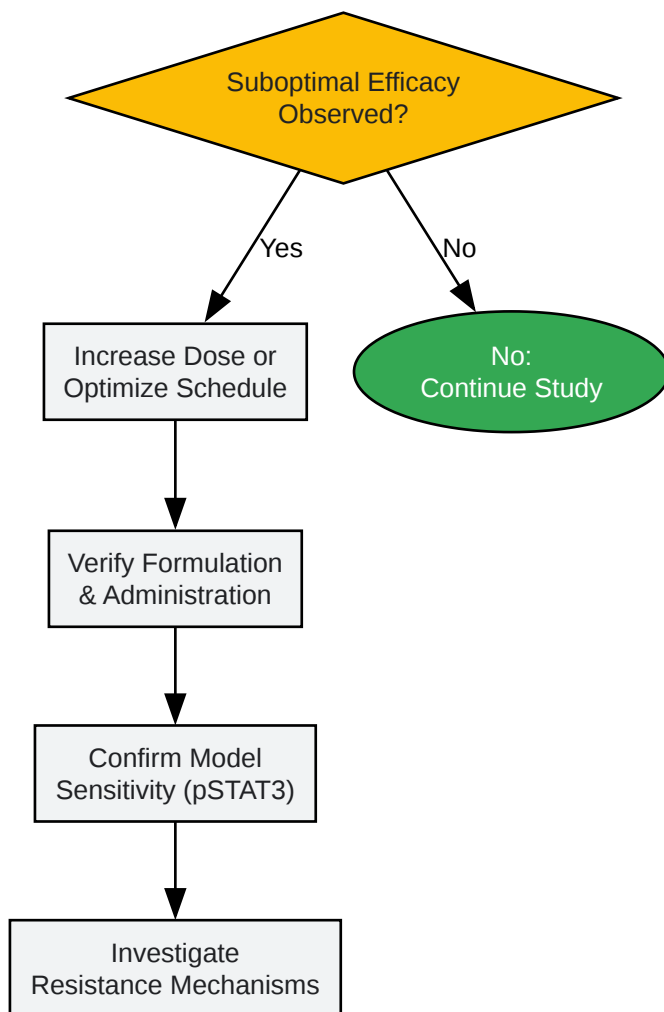 Suboptimal Efficacy
Observed?
Yes
No
Increase Dose or
Optimize Schedule
No:
Continue Study
Verify Formulation
& Administration
Confirm Model
Sensitivity (pSTAT3)
Investigate
Resistance Mechanisms